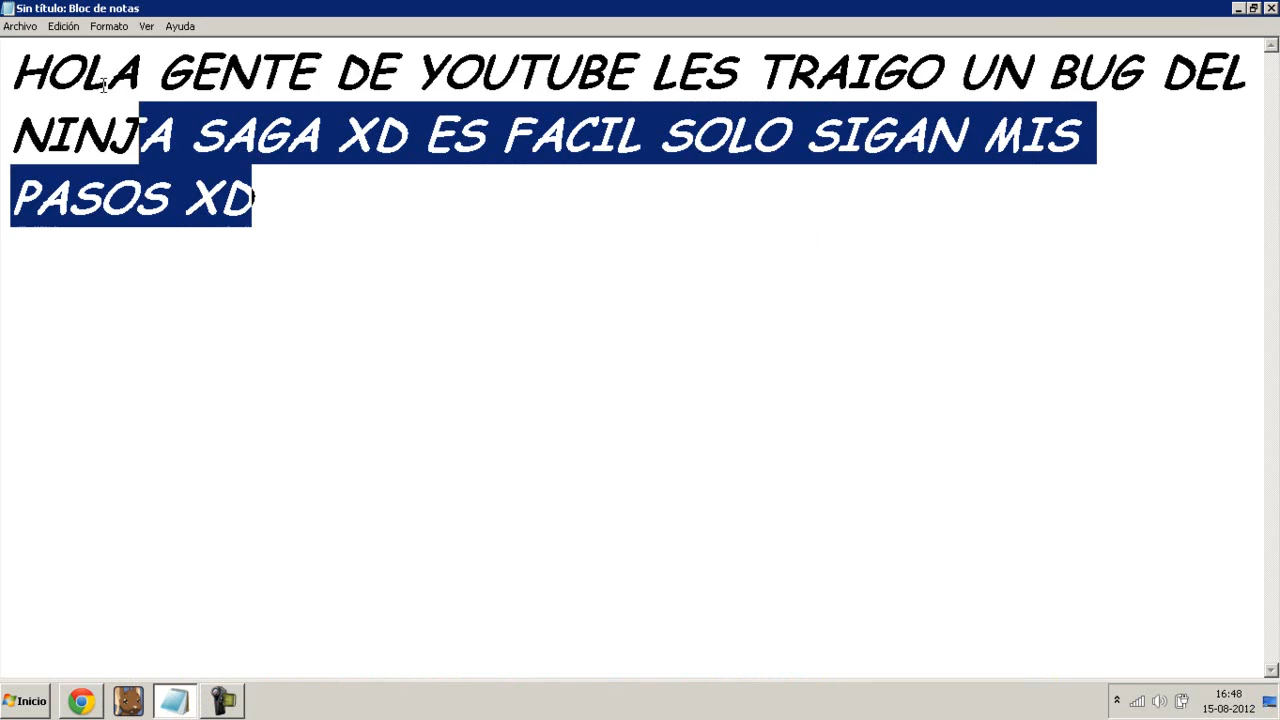 Sin título: Bloc de notas
Archivo Edición Formato Ver Ayuda
HOLA GENTE DE YOUTUBE LES TRAIGO UN BUG DEL
NINJA SAGA XD ES FACIL SOLO SIGAN MIS
PASOS XD
Inicio
16:48
15-08-2012